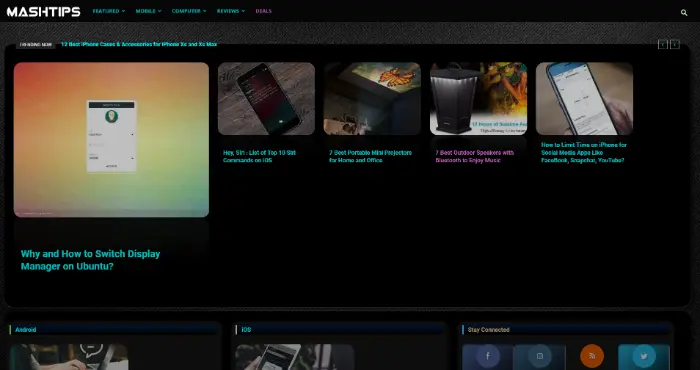 MASHTIPS
FEATURED MOBILE COMPUTER REVIEWS DEALS
TRENDING NOW 12 Best iPhone Cases & Accessories for iPhone Xs and Xs Max
Why and How to Switch Display
Manager on Ubuntu?
Hey, Siri - List of Top 10 Siri
Commands on iOS
7 Best Portable Mini Projectors
for Home and Office
7 Best Outdoor Speakers with
Bluetooth to Enjoy Music
How to Limit Time on iPhone for
Social Media Apps Like
FaceBook, Snapchat, YouTube?
Android
iOS
Stay Connected